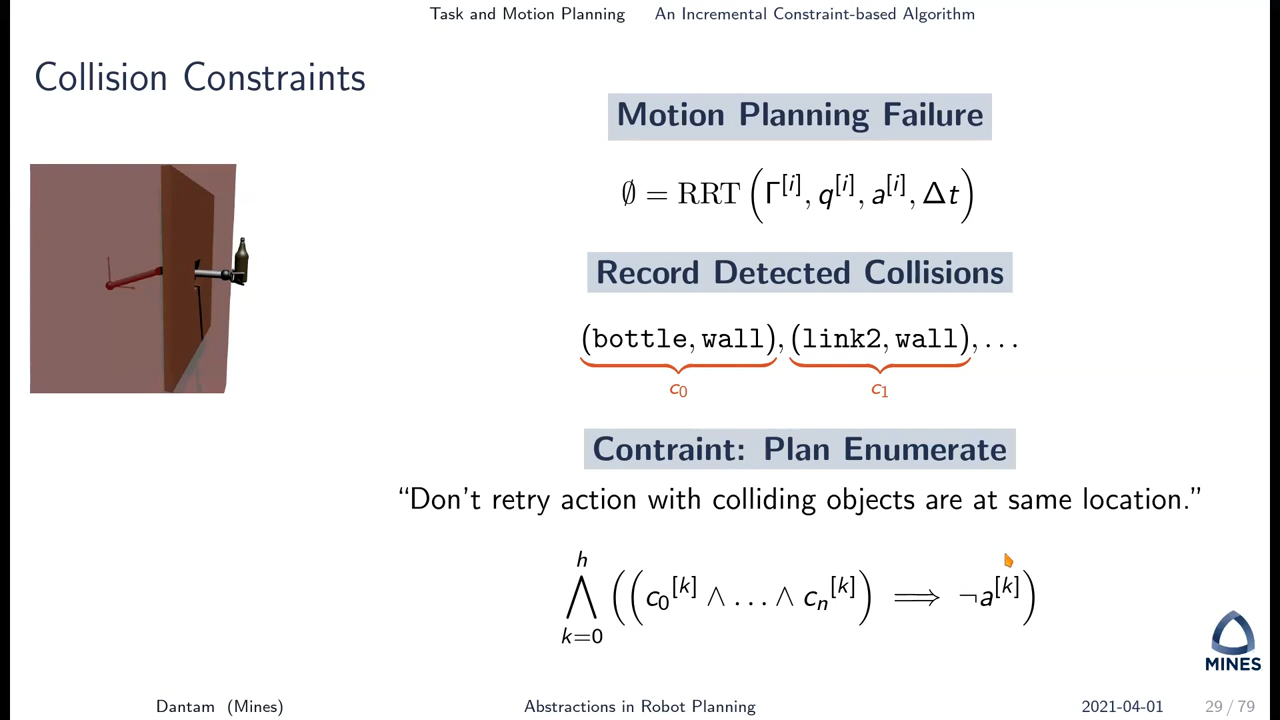 Task and Motion Planning An Incremental Constraint-based Algorithm
Collision Constraints
Motion Planning Failure
∅ = RRT (Γ^[i], q^[i], a^[i], Δt)
Record Detected Collisions
(bottle, wall), (link2, wall), ...
c₀ c₁
Contraint: Plan Enumerate
“Don't retry action with colliding objects are at same location.”
h
⋀ ((c₀^[k] ∧ ... ∧ cₙ^[k]) ⟹ ¬a^[k])
k=0
MINES
Dantam (Mines) Abstractions in Robot Planning 2021-04-01 29 / 79